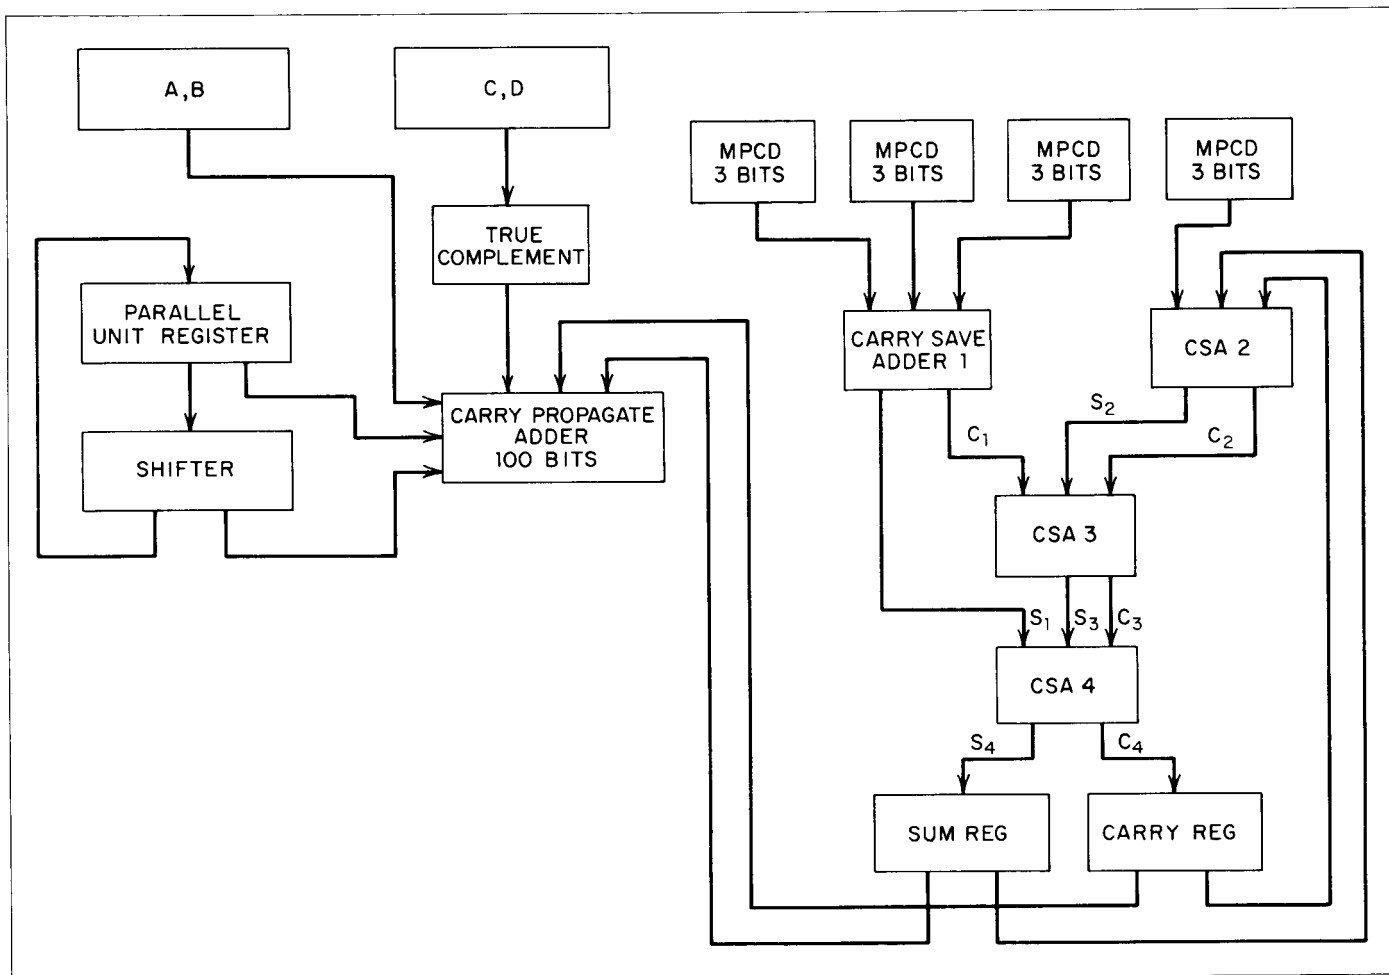 A,B
C,D
MPCD
3 BITS
MPCD
3 BITS
MPCD
3 BITS
MPCD
3 BITS
TRUE
COMPLEMENT
PARALLEL
UNIT REGISTER
CARRY SAVE
ADDER 1
CSA 2
CARRY PROPAGATE
ADDER
100 BITS
SHIFTER
S2
C1
C2
CSA 3
S1
S3
C3
CSA 4
S4
C4
SUM REG
CARRY REG